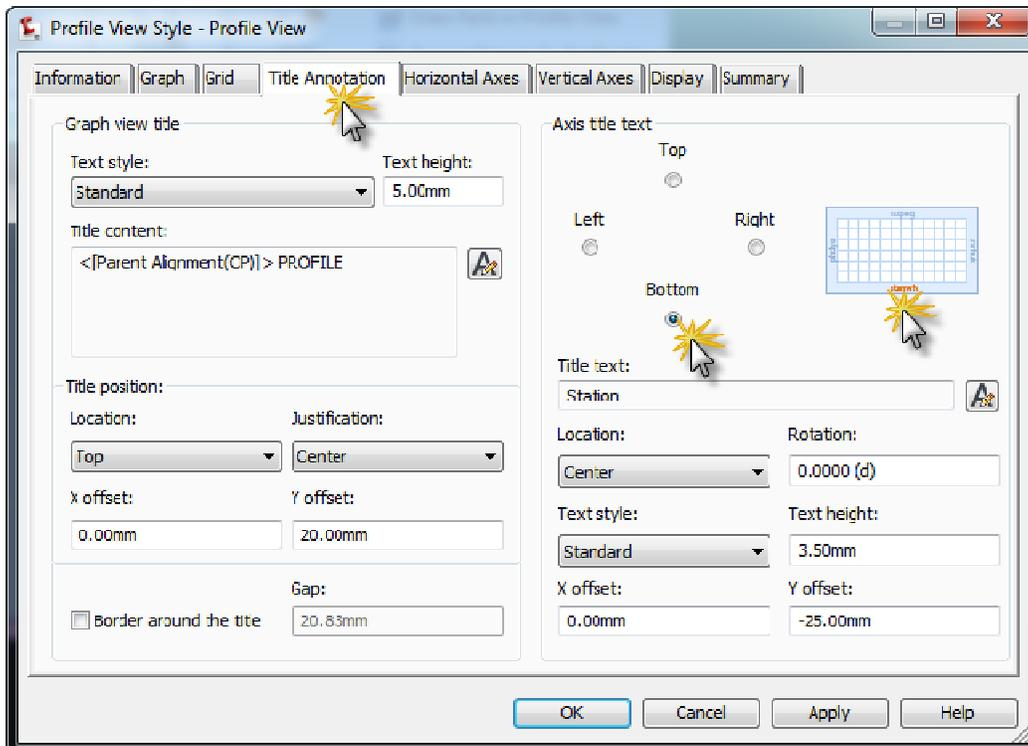 Profile View Style - Profile View
Information Graph Grid Title Annotation Horizontal Axes Vertical Axes Display Summary
Graph view title
Text style: Text height:
Standard 5.00mm
Title content:
<[Parent Alignment(CP)]> PROFILE
Title position:
Location: Justification:
Top Center
X offset: Y offset:
0.00mm 20.00mm
Gap:
Border around the title 20.83mm
Axis title text
Top
Left Right
Bottom
Title text:
Station
Location: Rotation:
Center 0.0000 (d)
Text style: Text height:
Standard 3.50mm
X offset: Y offset:
0.00mm -25.00mm
OK Cancel Apply Help